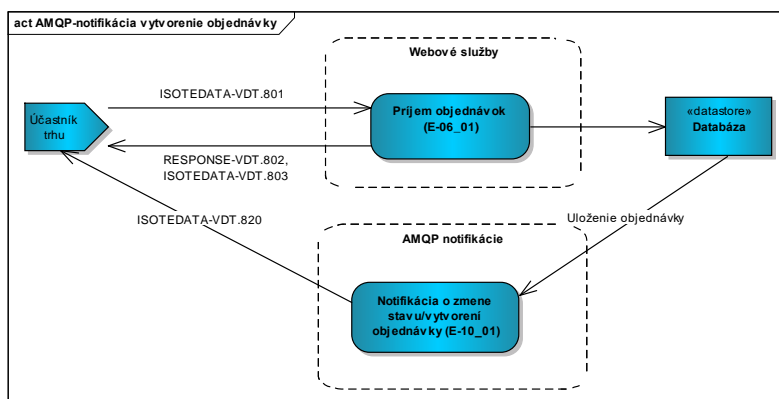 act AMQP-notifikácia vytvorenie objednávky
Webové služby
ISOTEDATA-VDT.801
Účastník
trhu
Príjem objednávok
(E-06_01)
«datastore»
Databáza
RESPONSE-VDT.802,
ISOTEDATA-VDT.803
ISOTEDATA-VDT.820
Uloženie objednávky
AMQP notifikácie
Notifikácia o zmene
stavu/vytvorení
objednávky (E-10_01)